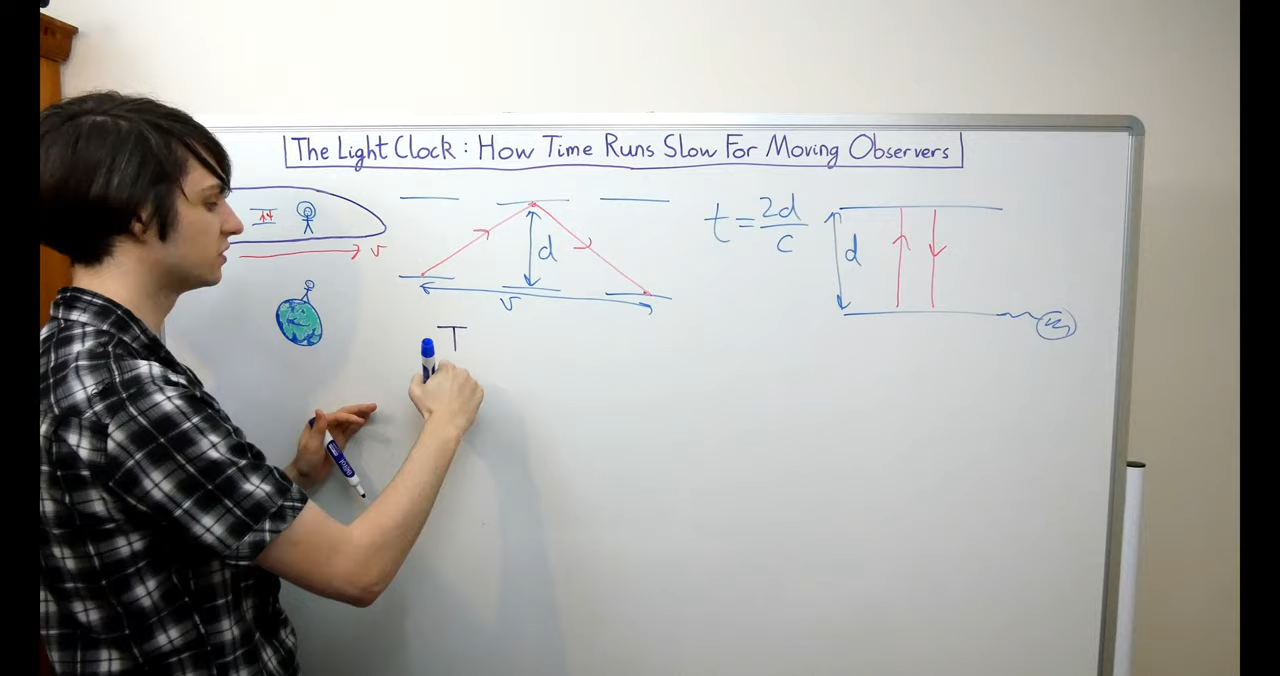 The Light Clock : How Time Runs Slow For Moving Observers
v
d
v
T
t = 2d/c
d